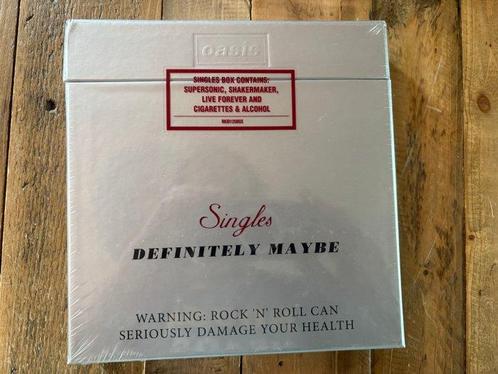 oasis
SINGLES BOX CONTAINS:
SUPERSONIC, SHAKERMAKER,
LIVE FOREVER AND
CIGARETTES & ALCOHOL
Singles
DEFINITELY MAYBE
WARNING: ROCK 'N' ROLL CAN
SERIOUSLY DAMAGE YOUR HEALTH